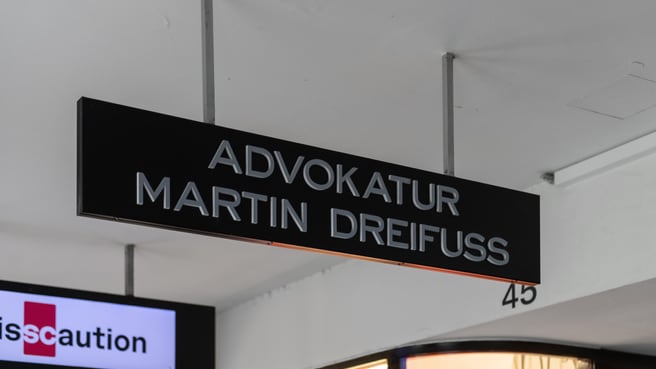 ADVOKATUR
MARTIN DREIFUSS
45
isscaution